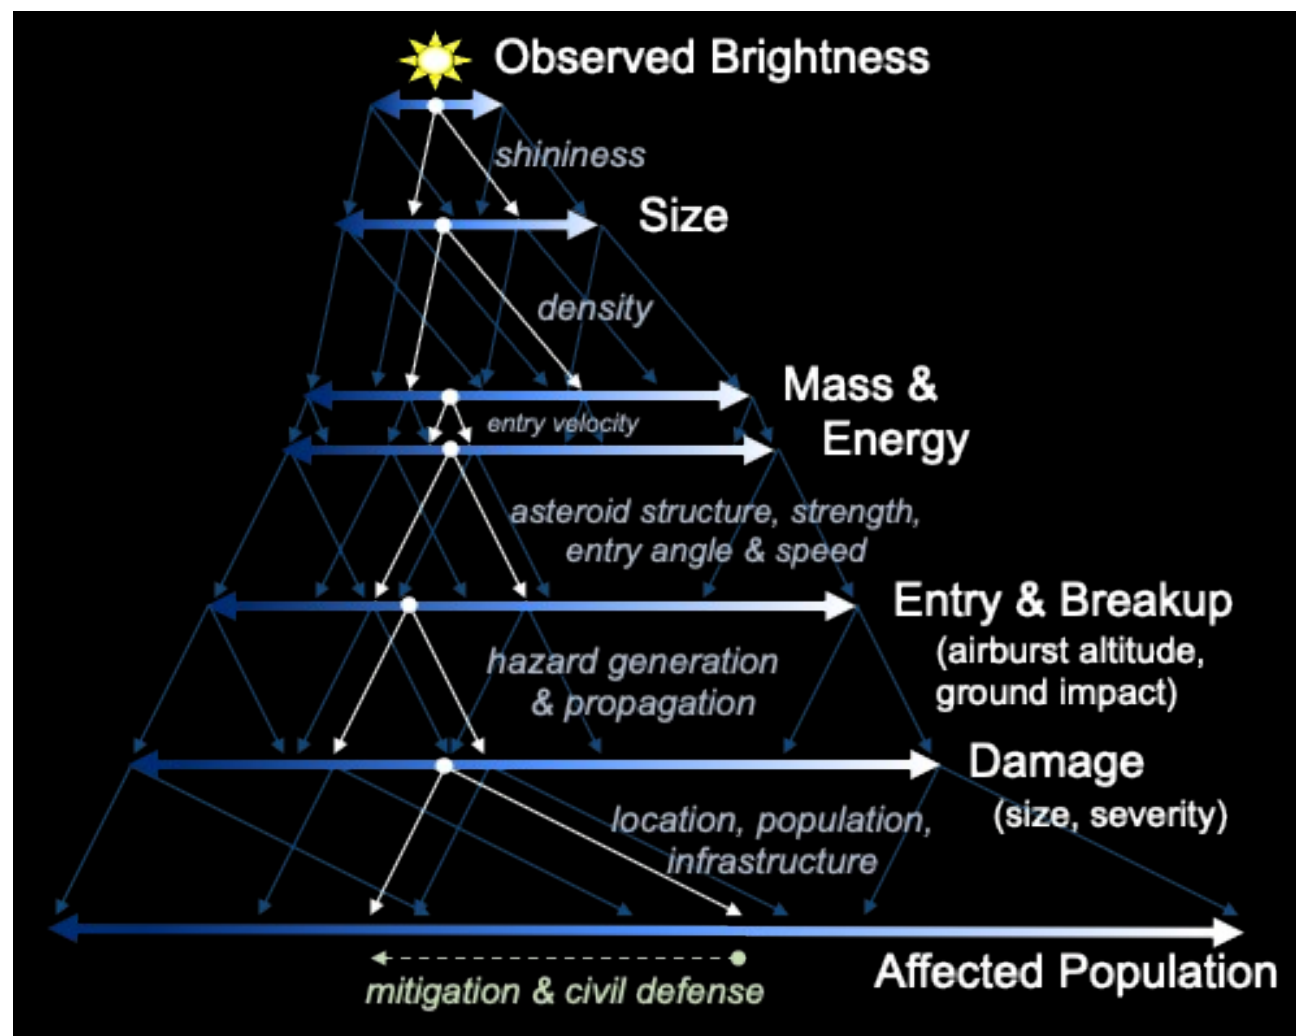 Observed Brightness
shininess
Size
density
Mass &
entry velocity
Energy
asteroid structure, strength,
entry angle & speed
Entry & Breakup
(airburst altitude,
ground impact)
hazard generation
& propagation
Damage
(size, severity)
location, population,
infrastructure
Affected Population
mitigation & civil defense